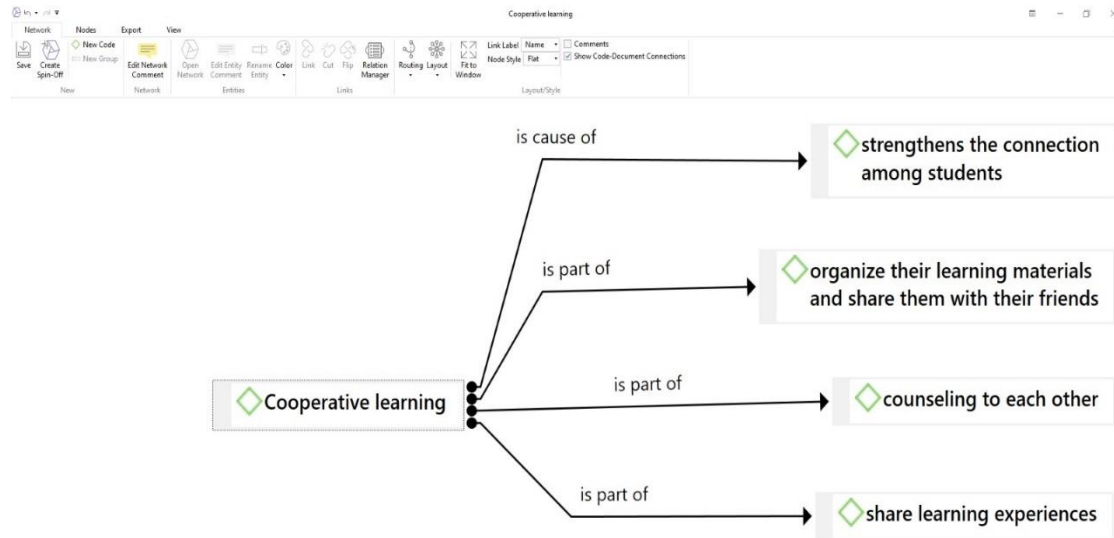 Cooperative learning
Network Nodes Export View
Save
Create Spin-Off
New Code
New Group
New
Edit Network Comment
Network
Open Network
Edit Entity Comment
Rename Entity
Color
Entities
Link
Cut
Flip
Relation Manager
Links
Routing
Layout
Fit to Window
Link Label Name
Node Style Flat
Comments
Show Code-Document Connections
Layout/Style
is cause of
strengthens the connection
among students
is part of
organize their learning materials
and share them with their friends
is part of
Cooperative learning
counseling to each other
is part of
share learning experiences